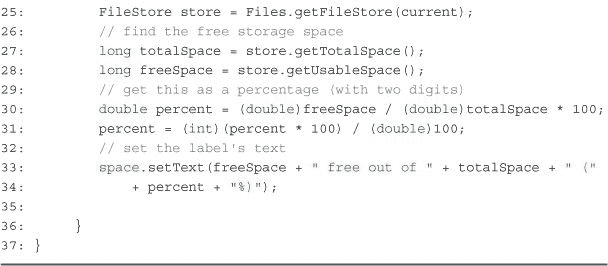 25:        FileStore store = Files.getFileStore(current);
26:        // find the free storage space
27:        long totalSpace = store.getTotalSpace();
28:        long freeSpace = store.getUsableSpace();
29:        // get this as a percentage (with two digits)
30:        double percent = (double)freeSpace / (double)totalSpace * 100;
31:        percent = (int)(percent * 100) / (double)100;
32:        // set the label's text
33:        space.setText(freeSpace + " free out of " + totalSpace + " ("
34:            + percent + "%)");
35:
36:     }
37: }